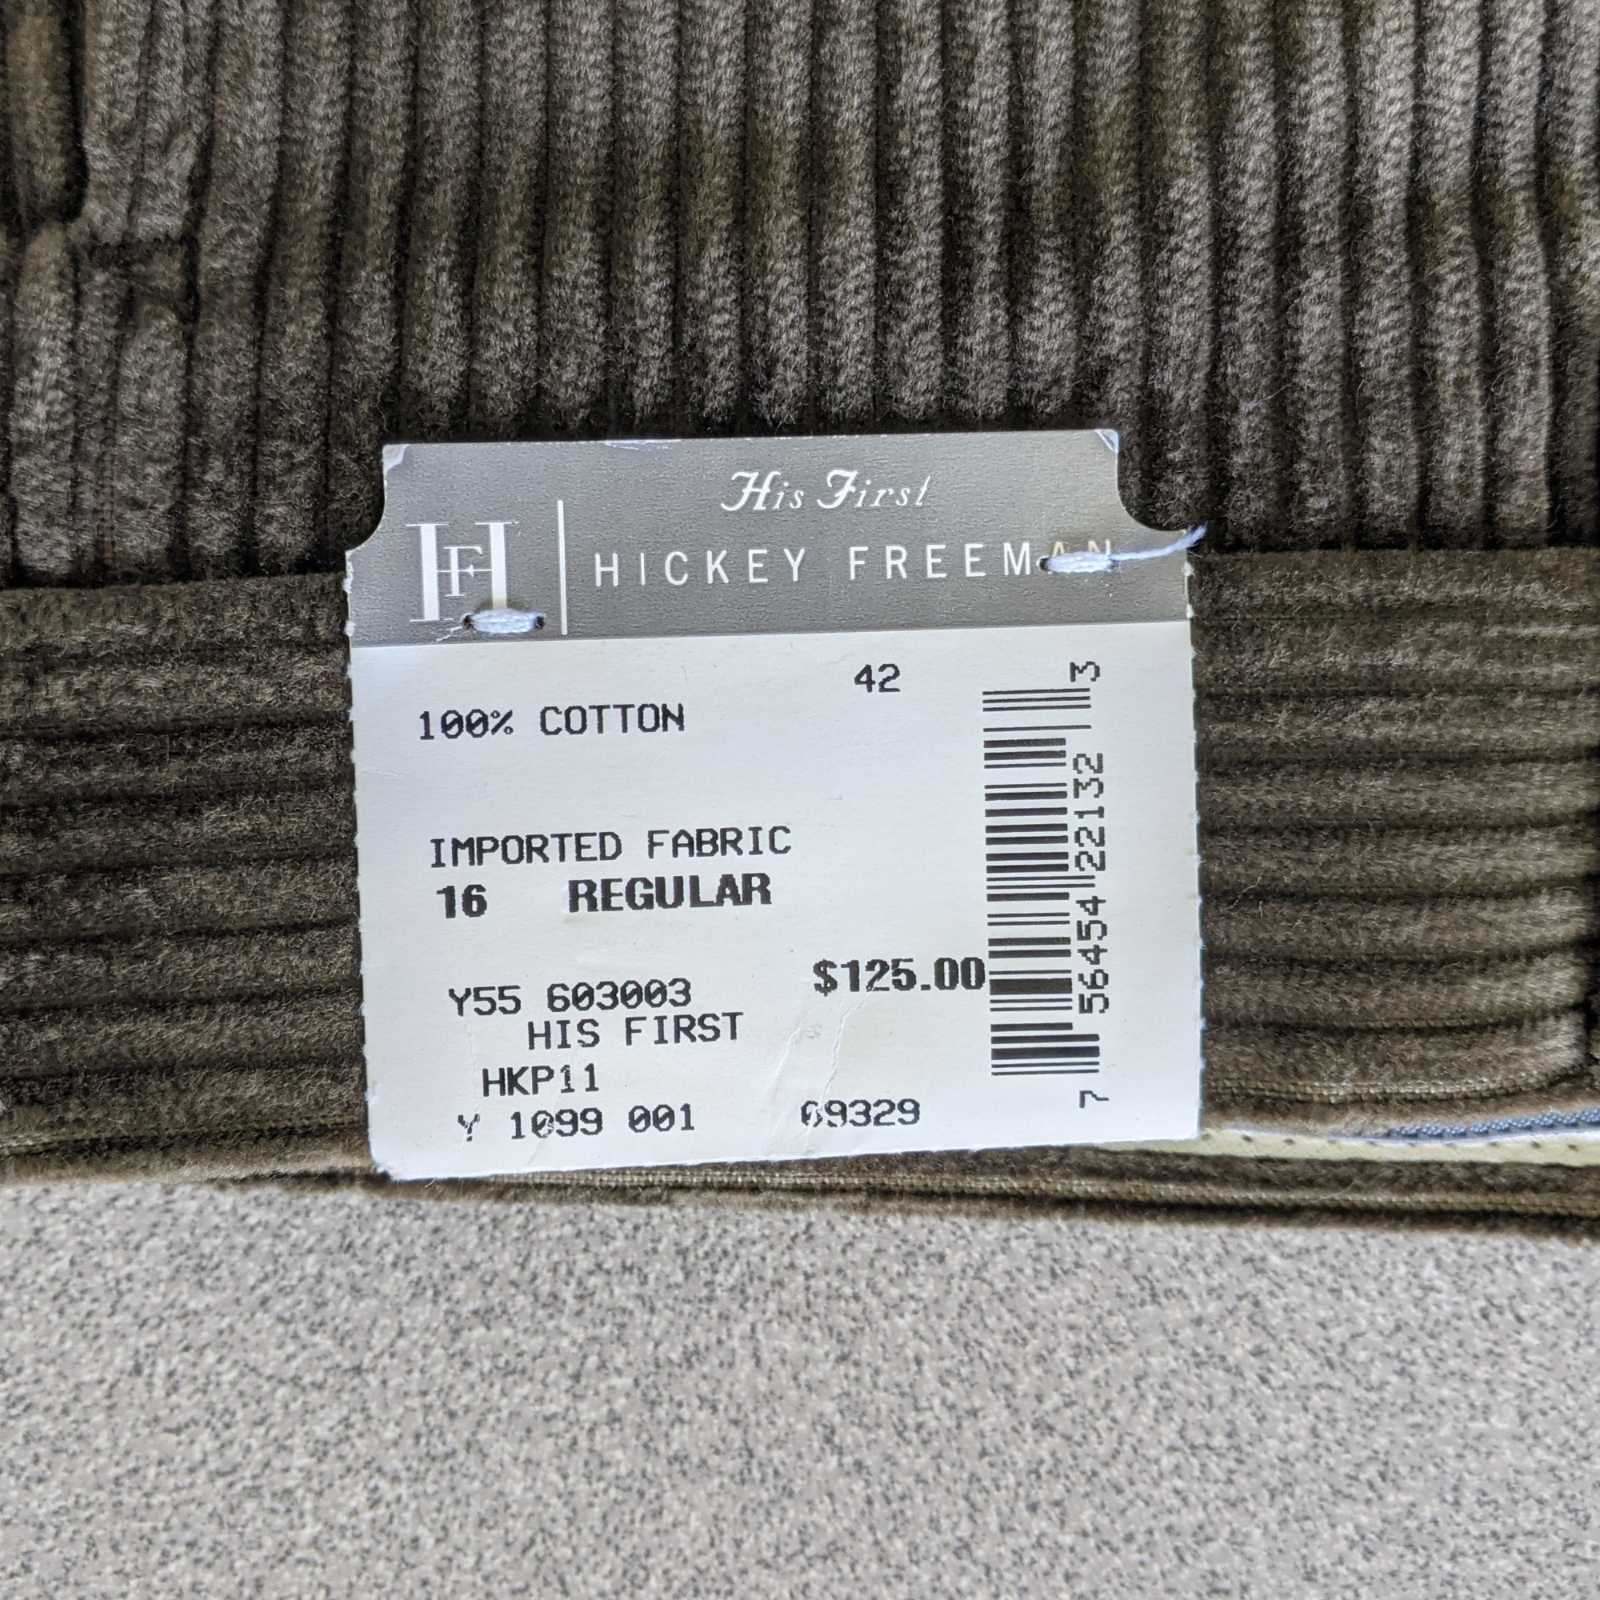 His First
HF
HICKEY FREEMAN
42
100% COTTON
IMPORTED FABRIC
16 REGULAR
$125.00
Y55 603003
HIS FIRST
HKP11
Y 1099 001 09329
7 56454 22132 3